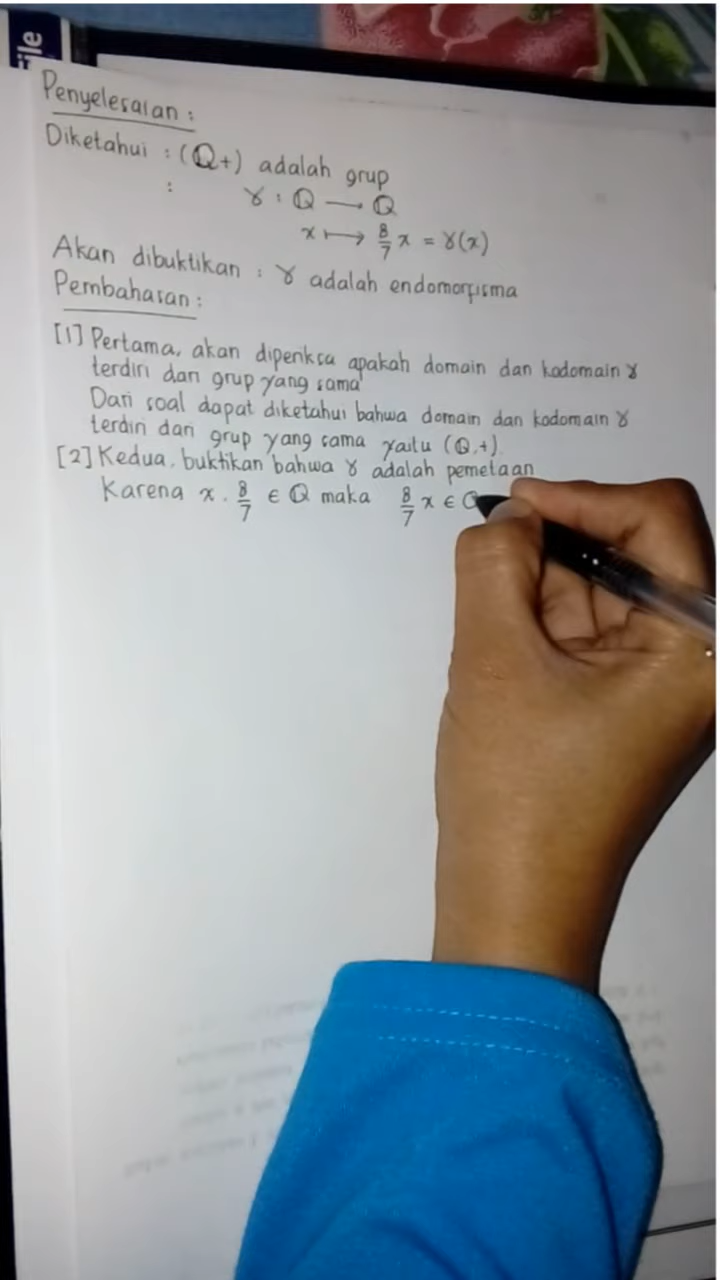 ile
Penyelesaian :
Diketahui : (Q+) adalah grup
: γ : Q → Q
x ↦ 8/7 x = γ(x)
Akan dibuktikan : γ adalah endomorfisma
Pembahasan :
[1] Pertama, akan diperiksa apakah domain dan kodomain γ
terdiri dari grup yang sama
Dari soal dapat diketahui bahwa domain dan kodomain γ
terdiri dari grup yang sama yaitu (Q,+).
[2] Kedua, buktikan bahwa γ adalah pemetaan
Karena x . 8/7 ∈ Q maka 8/7 x ∈ Q